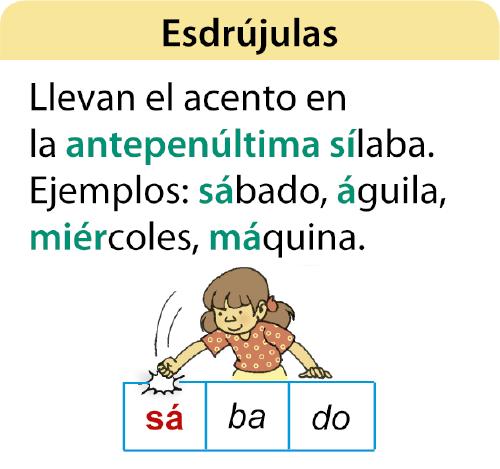 Esdrújulas
Llevan el acento en
la antepenúltima sílaba.
Ejemplos: sábado, águila,
miércoles, máquina.
sá ba do